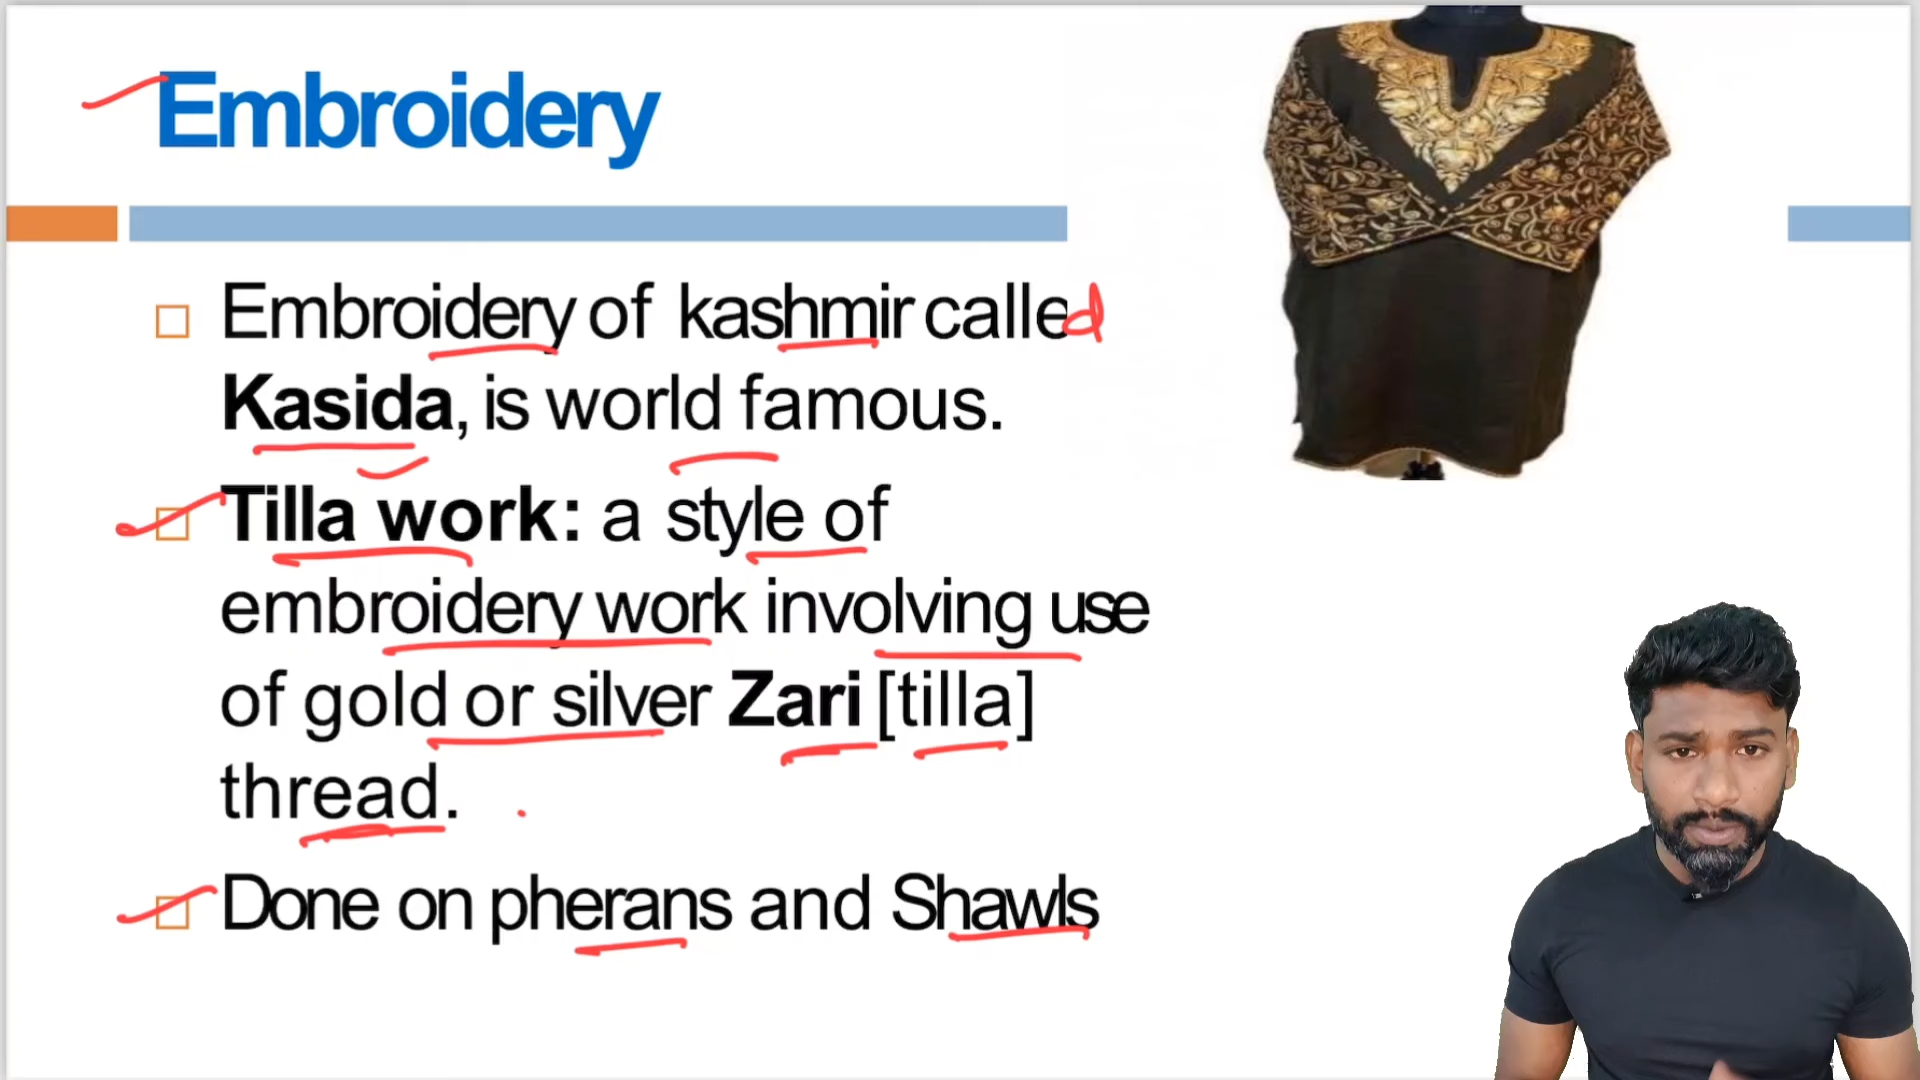 Embroidery
Embroidery of kashmir called
Kasida, is world famous.
Tilla work: a style of
embroidery work involving use
of gold or silver Zari [tilla]
thread.
Done on pherans and Shawls